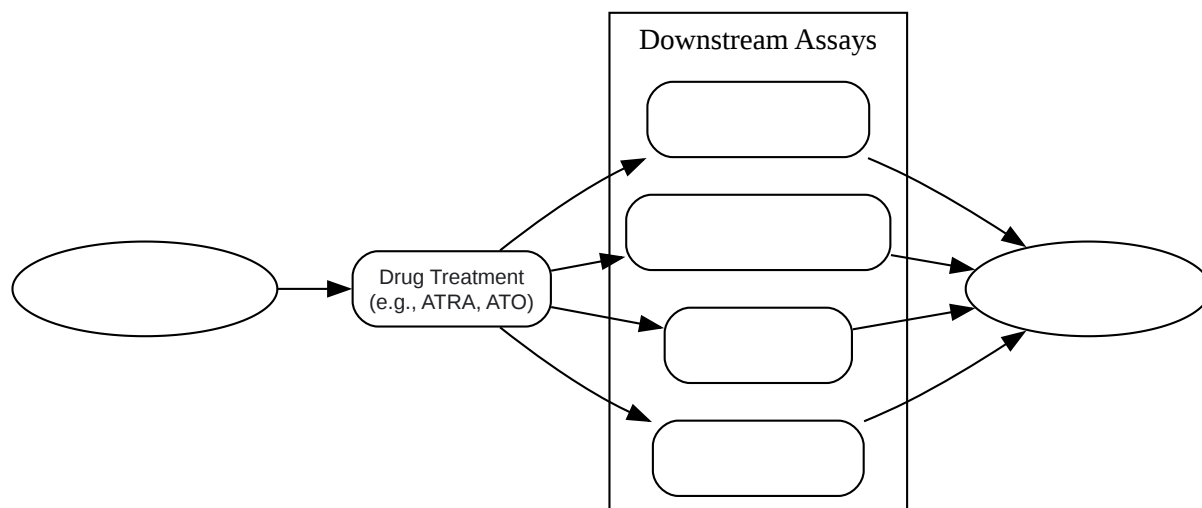 Downstream Assays
Drug Treatment
(e.g., ATRA, ATO)